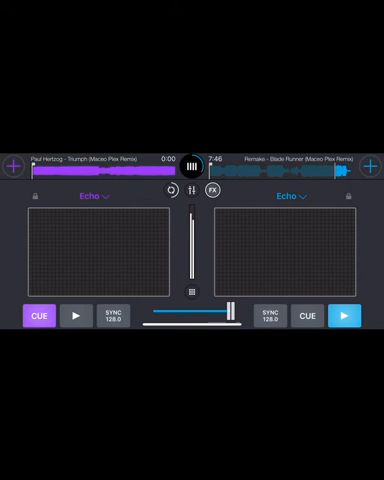 Paul Hertzog - Triumph (Maceo Plex Remix) 0:00
7:46 Remake - Blade Runner (Maceo Plex Remix)
FX
Echo
Echo
CUE
SYNC
128.0
SYNC
128.0
CUE